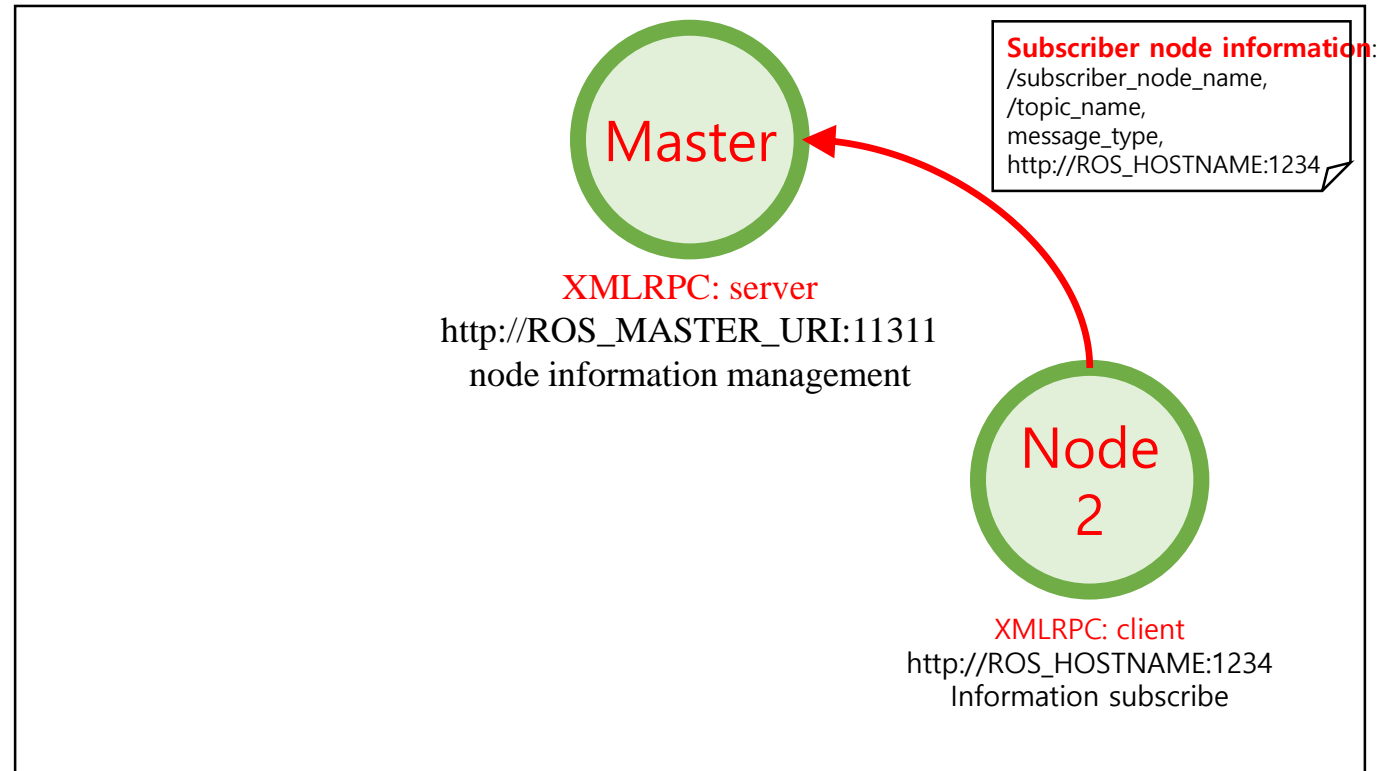 Master
XMLRPC: server
http://ROS_MASTER_URI:11311
node information management
Subscriber node information:
/subscriber_node_name,
/topic_name,
message_type,
http://ROS_HOSTNAME:1234
Node
2
XMLRPC: client
http://ROS_HOSTNAME:1234
Information subscribe